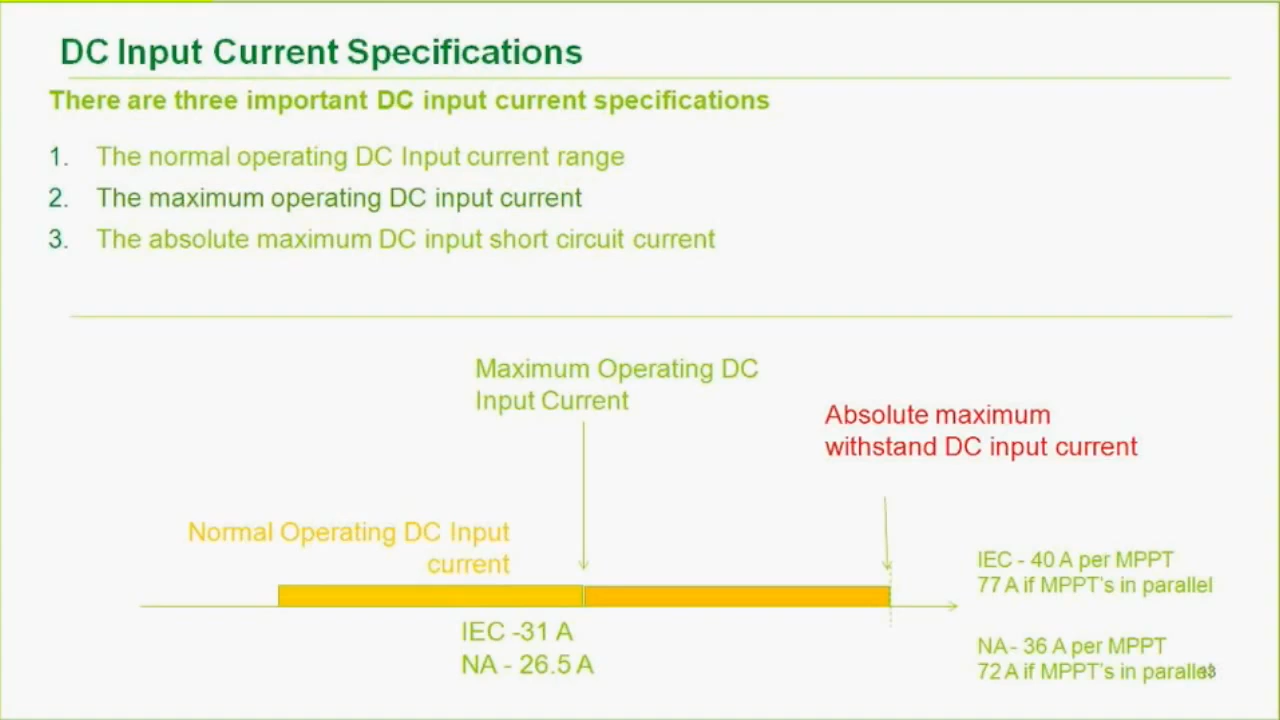 DC Input Current Specifications
There are three important DC input current specifications
1. The normal operating DC Input current range
2. The maximum operating DC input current
3. The absolute maximum DC input short circuit current
Maximum Operating DC
Input Current
Absolute maximum
withstand DC input current
Normal Operating DC Input
current
IEC - 40 A per MPPT
77 A if MPPT's in parallel
IEC -31 A
NA - 26.5 A
NA - 36 A per MPPT
72 A if MPPT's in parallel
13